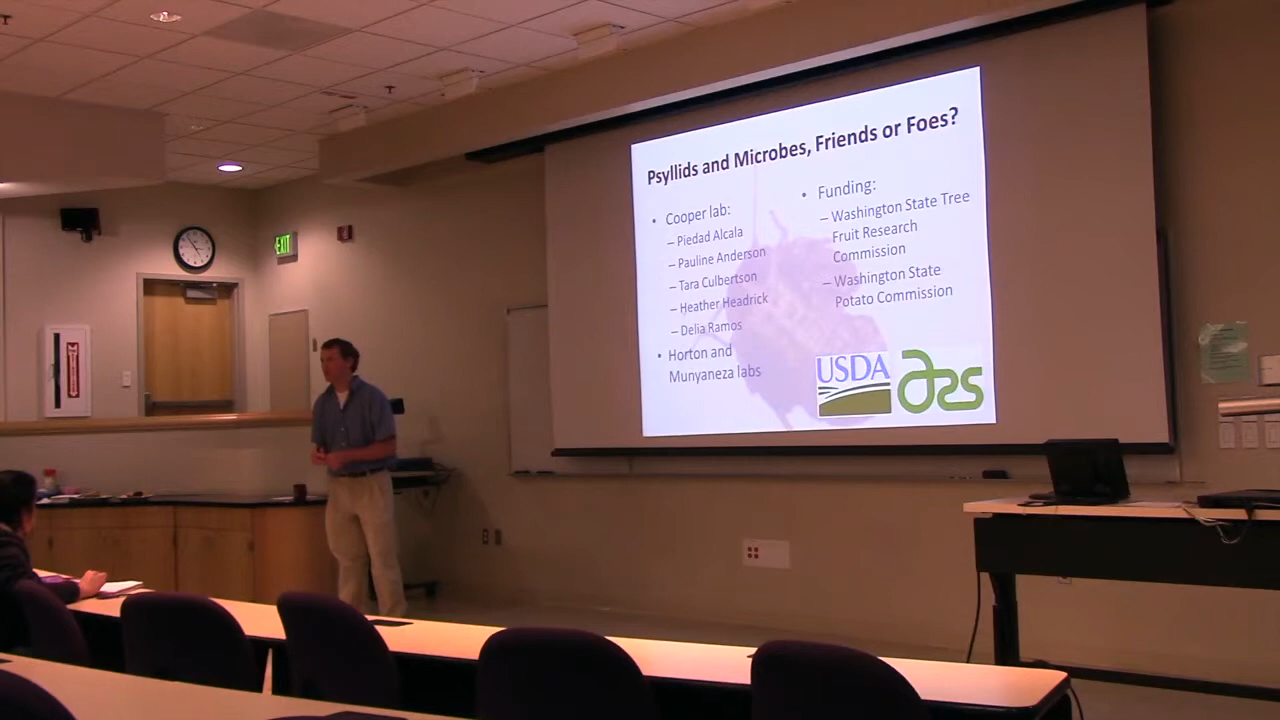 Psyllids and Microbes, Friends or Foes?
• Cooper lab:
– Piedad Alcala
– Pauline Anderson
– Tara Culbertson
– Heather Headrick
– Delia Ramos
• Horton and
Munyaneza labs
• Funding:
– Washington State Tree
Fruit Research
Commission
– Washington State
Potato Commission
USDA
ars
EXIT